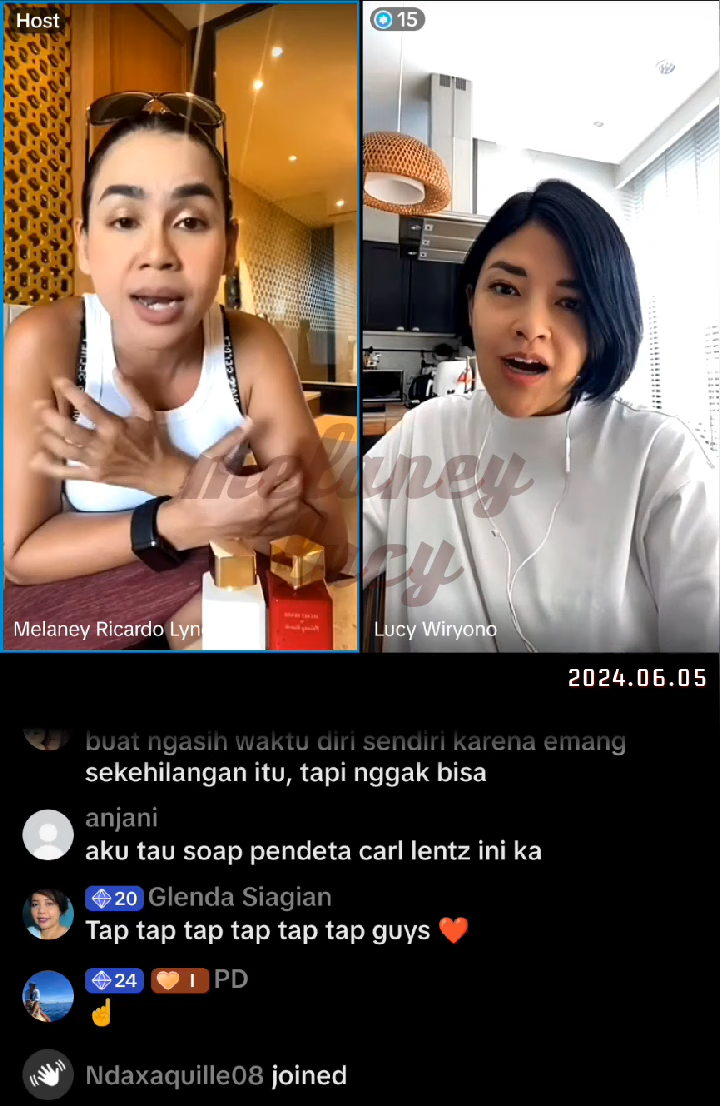 Host
15
melaney
lucy
Melaney Ricardo Lyn
Lucy Wiryono
2024.06.05
buat ngasih waktu diri sendiri karena emang
sekehilangan itu, tapi nggak bisa
anjani
aku tau soap pendeta carl lentz ini ka
20 Glenda Siagian
Tap tap tap tap tap tap guys ❤️
24 I PD
☝️
Ndaxaquille08 joined